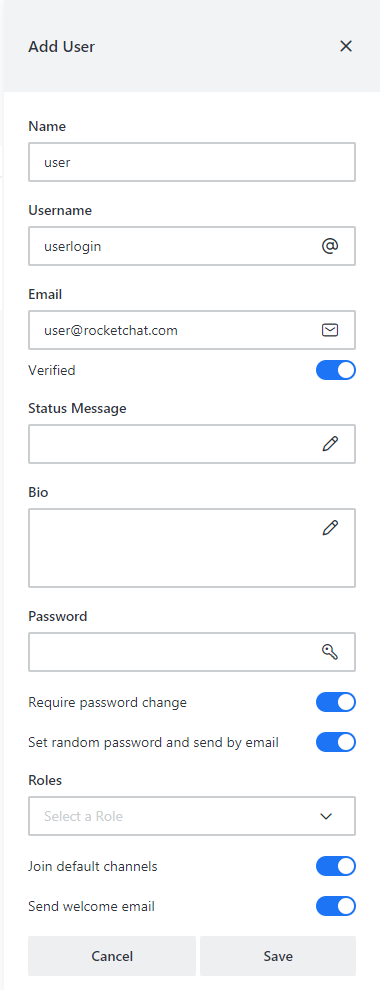 Add User
Name
user
Username
userlogin
Email
user@rocketchat.com
Verified
Status Message
Bio
Password
Require password change
Set random password and send by email
Roles
Select a Role
Join default channels
Send welcome email
Cancel Save